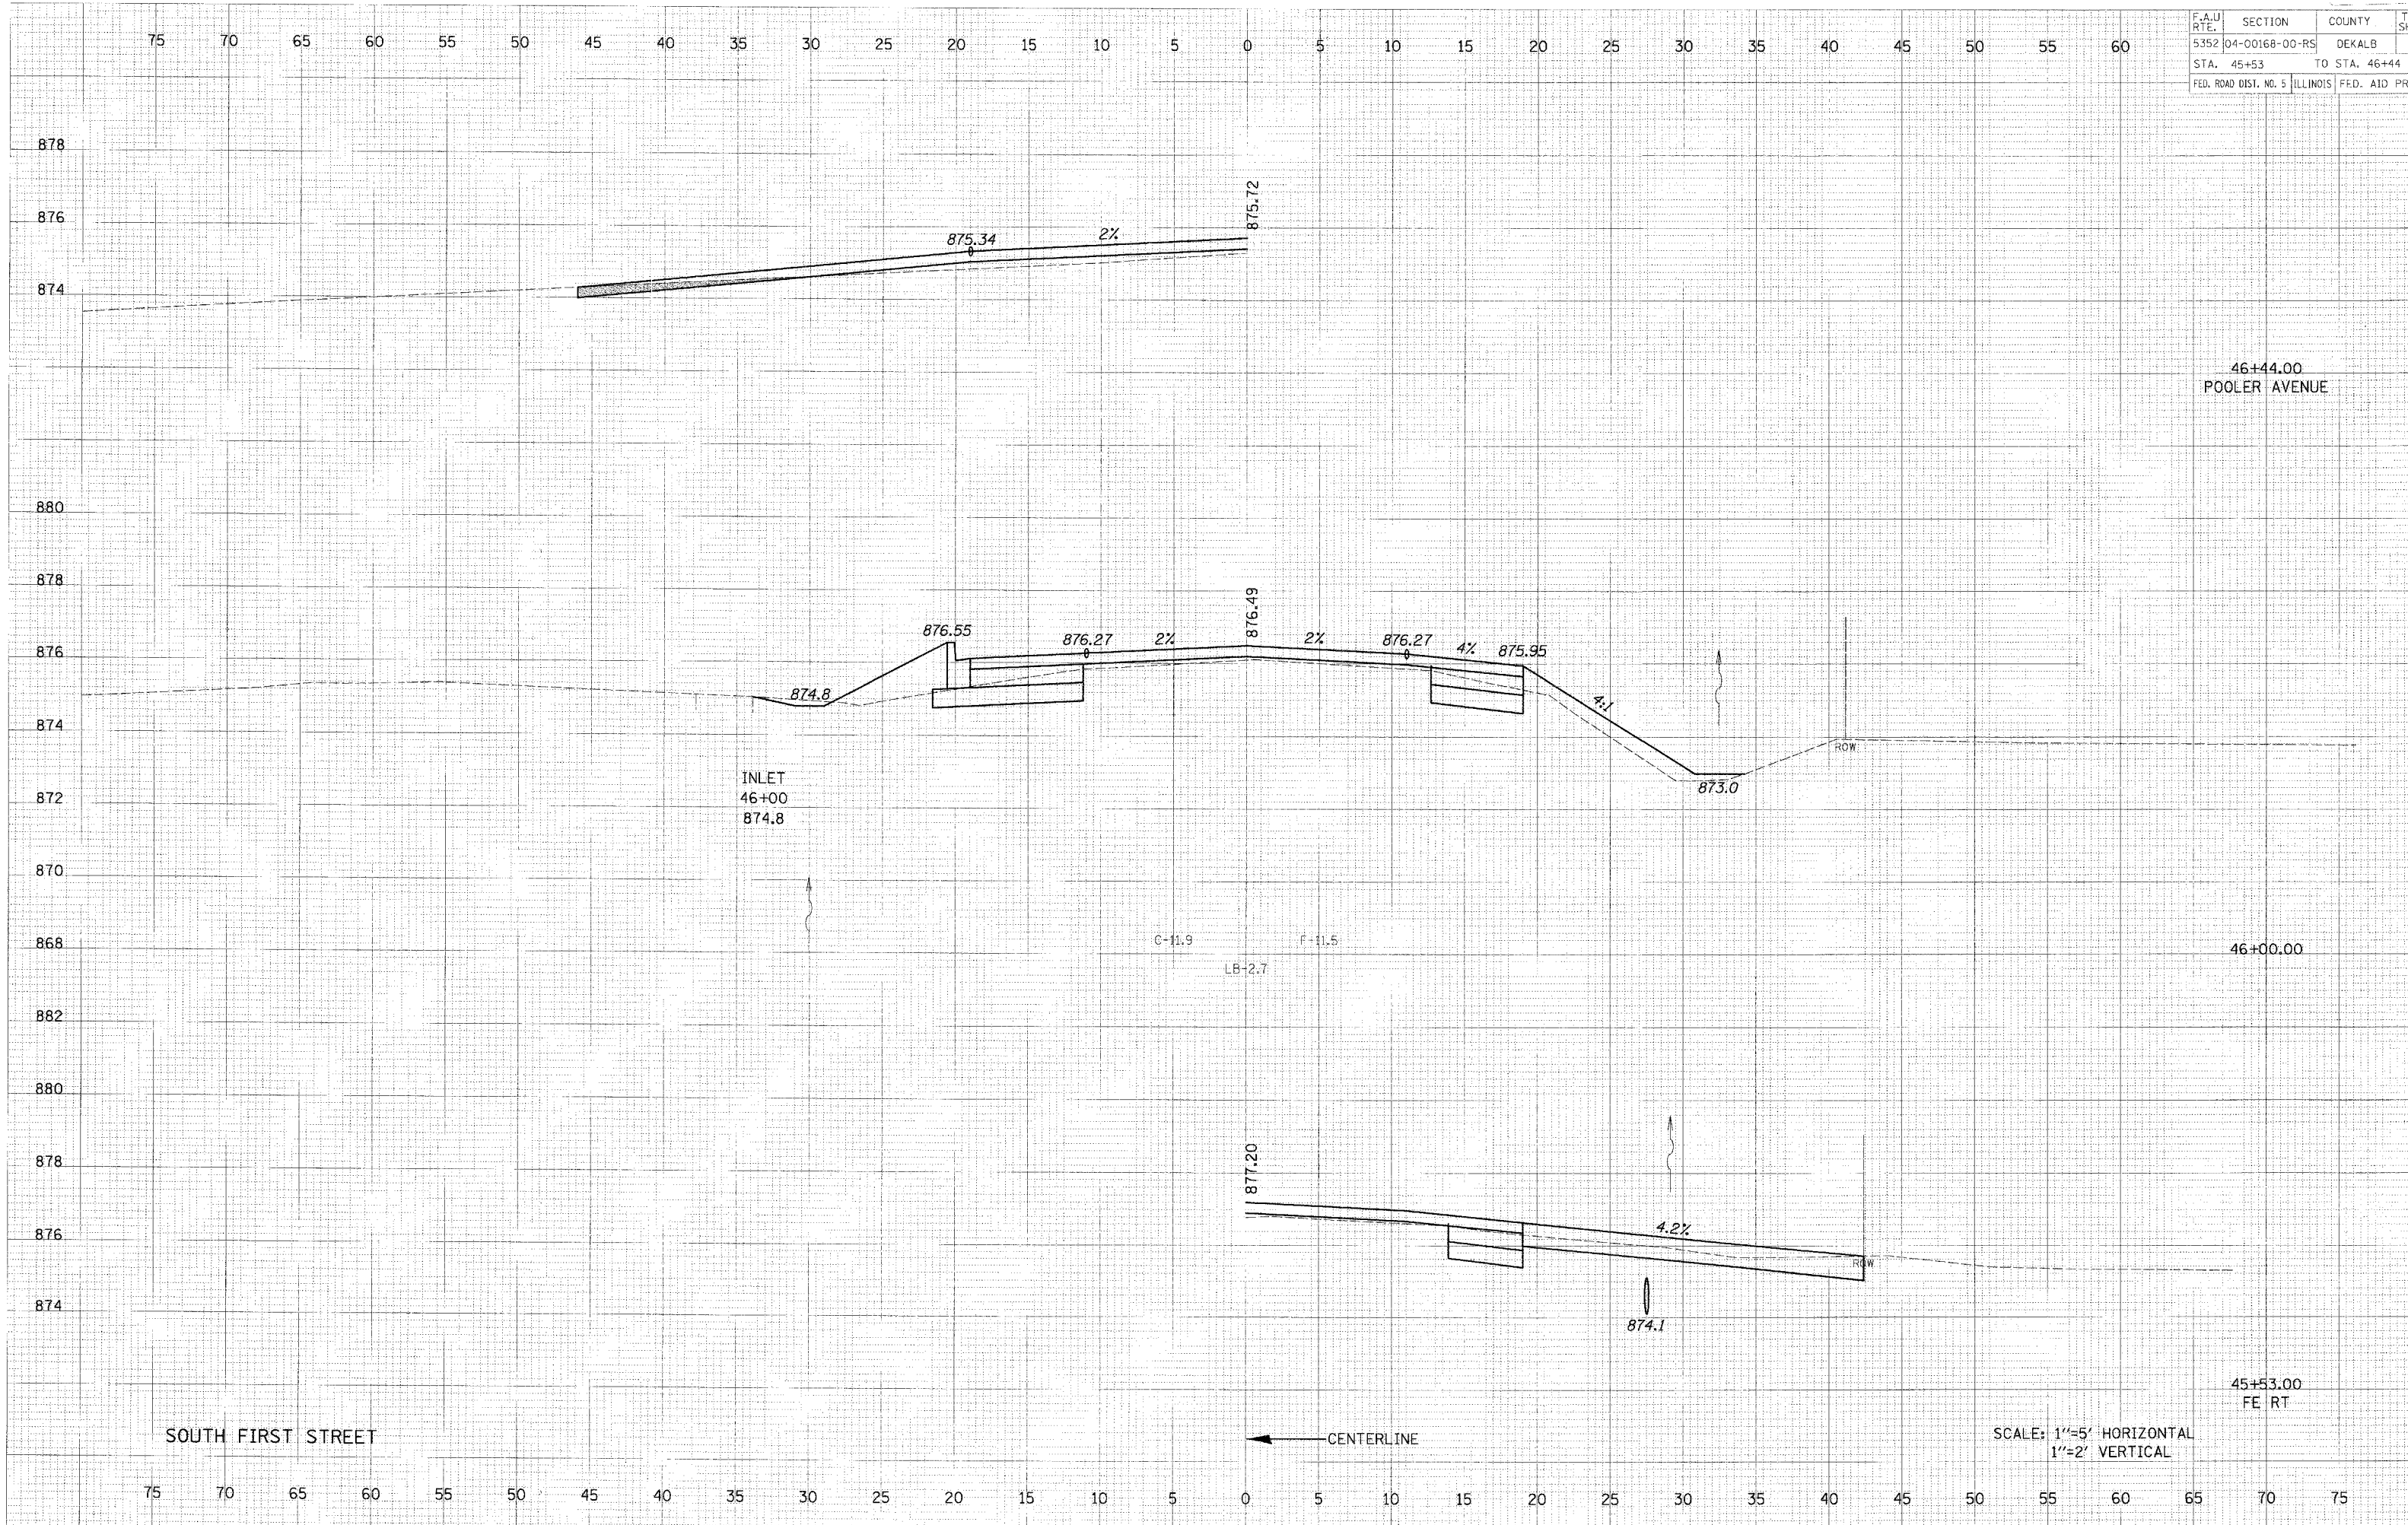 75 70 65 60 55 50 45 40 35 30 25 20 15 10 5 0 5 10 15 20 25 30 35 40 45 50 55 60
F.A.U RTE. SECTION COUNTY
5352 04-00168-00-RS DEKALB
STA. 45+53 TO STA. 46+44
FED. ROAD DIST. NO. 5 ILLINOIS FED. AID
878
876
874
875.72
875.34
2%
46+44.00
POOLER AVENUE
880
878
876
874
872
870
868
876.49
876.55
876.27
2%
2%
876.27
4%
875.95
874.8
4:1
ROW
873.0
INLET
46+00
874.8
C-11.9
F-11.5
LB-2.7
46+00.00
882
880
878
876
874
877.20
4.2%
ROW
874.1
45+53.00
FE RT
SOUTH FIRST STREET
CENTERLINE
SCALE: 1"=5' HORIZONTAL
1"=2' VERTICAL
75 70 65 60 55 50 45 40 35 30 25 20 15 10 5 0 5 10 15 20 25 30 35 40 45 50 55 60 65 70 75